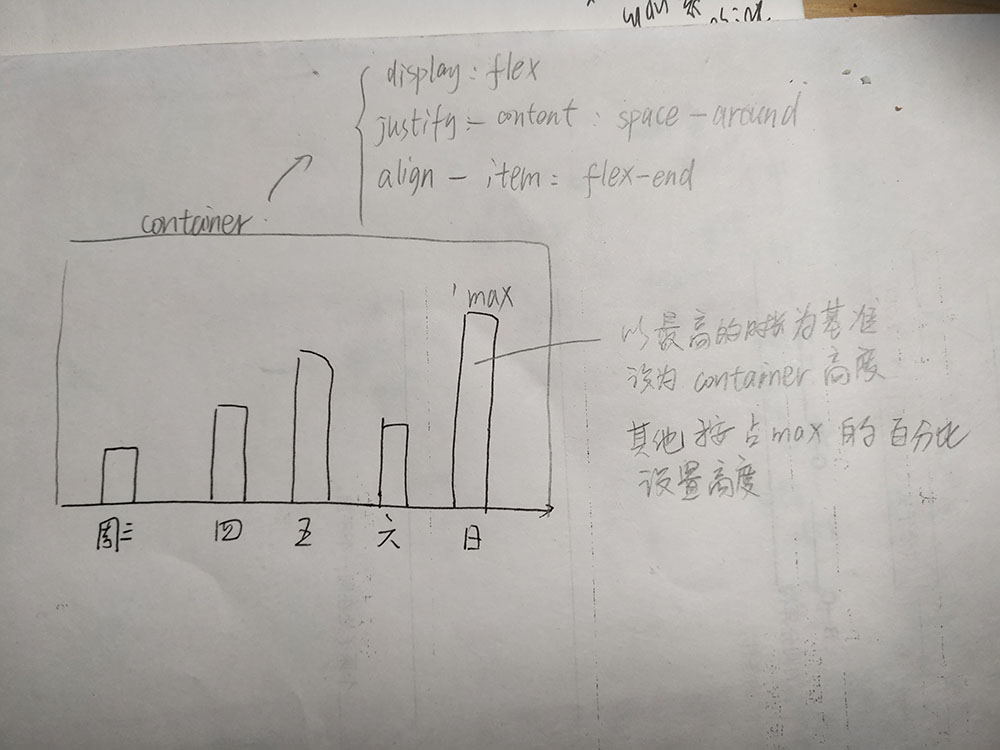 display: flex
justify-content: space-around
align-item: flex-end
container
max
以最高的时长为基准
设为 container 高度
其他按占max的百分比
设置高度
周三 四 五 六 日